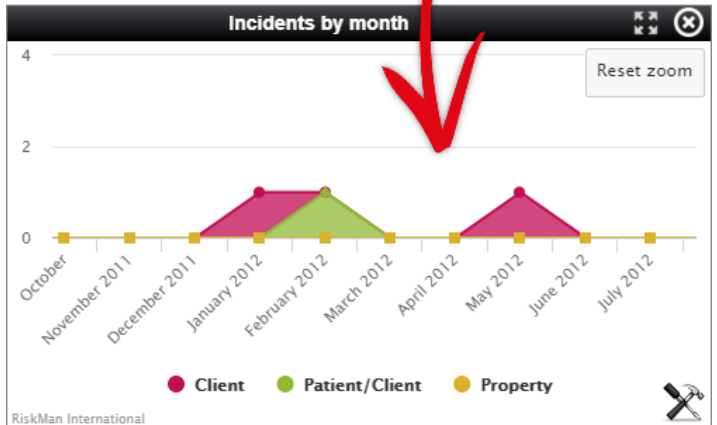 Incidents by month
4
Reset zoom
2
0
October
November 2011
December 2011
January 2012
February 2012
March 2012
April 2012
May 2012
June 2012
July 2012
Client
Patient/Client
Property
RiskMan International